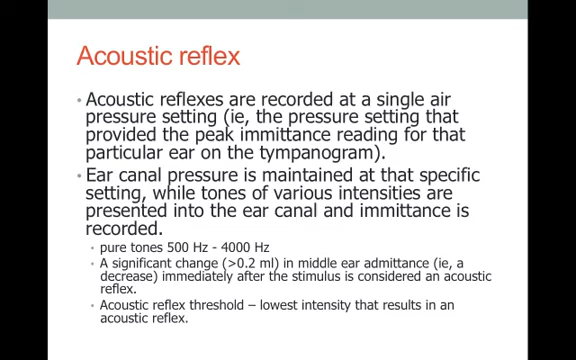 Acoustic reflex
• Acoustic reflexes are recorded at a single air
pressure setting (ie, the pressure setting that
provided the peak immittance reading for that
particular ear on the tympanogram).
• Ear canal pressure is maintained at that specific
setting, while tones of various intensities are
presented into the ear canal and immittance is
recorded.
• pure tones 500 Hz - 4000 Hz
• A significant change (>0.2 ml) in middle ear admittance (ie, a
decrease) immediately after the stimulus is considered an acoustic
reflex.
• Acoustic reflex threshold – lowest intensity that results in an
acoustic reflex.